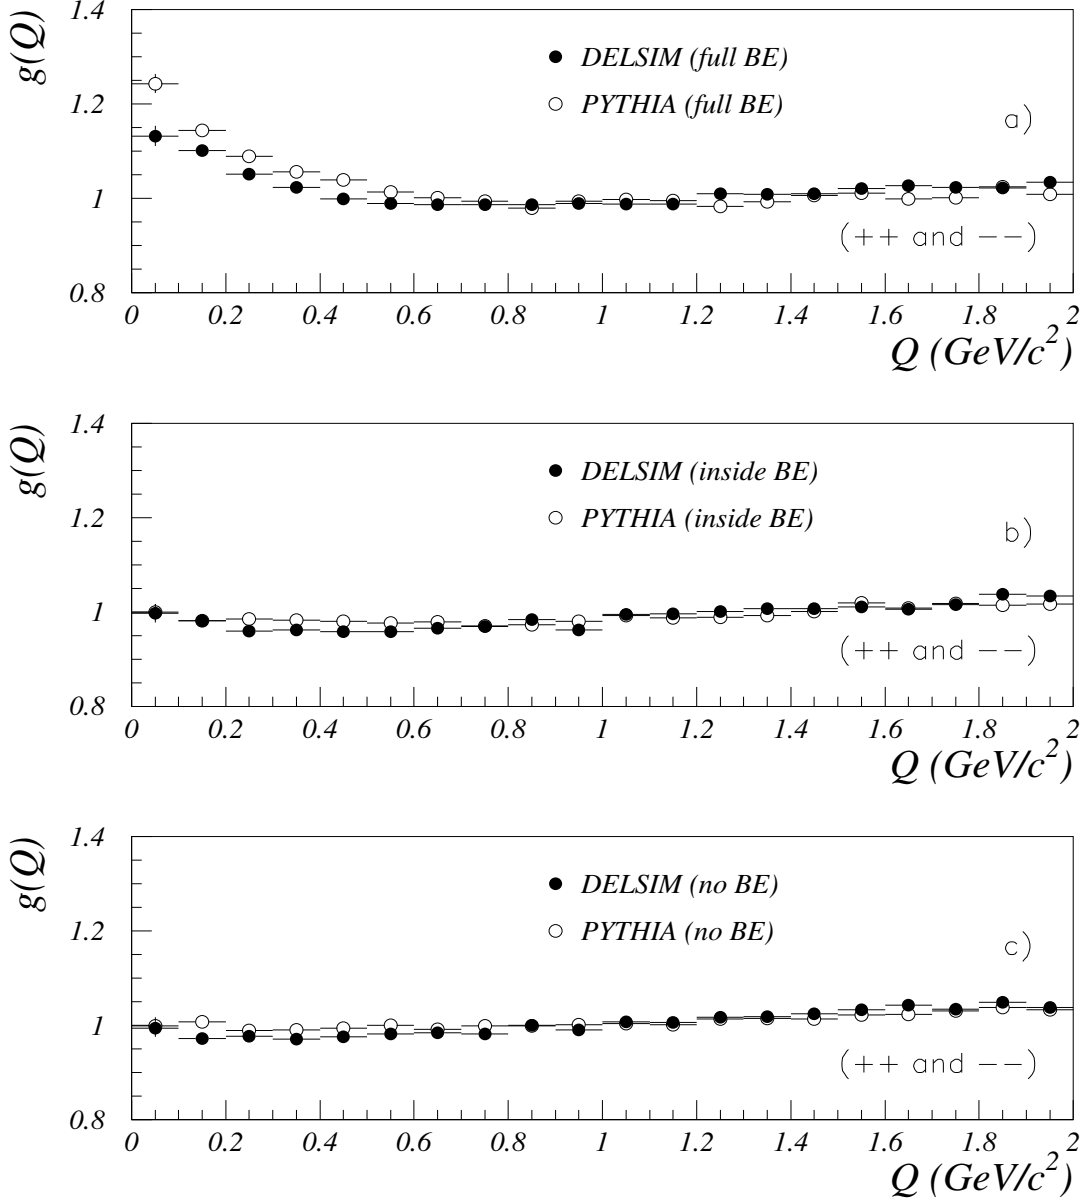 g(Q)
1.4
1.2
1
0.8
● DELSIM (full BE)
○ PYTHIA (full BE)
a)
(++ and −−)
0 0.2 0.4 0.6 0.8 1 1.2 1.4 1.6 1.8 2
Q (GeV/c²)
g(Q)
1.4
1.2
1
0.8
● DELSIM (inside BE)
○ PYTHIA (inside BE)
b)
(++ and −−)
0 0.2 0.4 0.6 0.8 1 1.2 1.4 1.6 1.8 2
Q (GeV/c²)
g(Q)
1.4
1.2
1
0.8
● DELSIM (no BE)
○ PYTHIA (no BE)
c)
(++ and −−)
0 0.2 0.4 0.6 0.8 1 1.2 1.4 1.6 1.8 2
Q (GeV/c²)